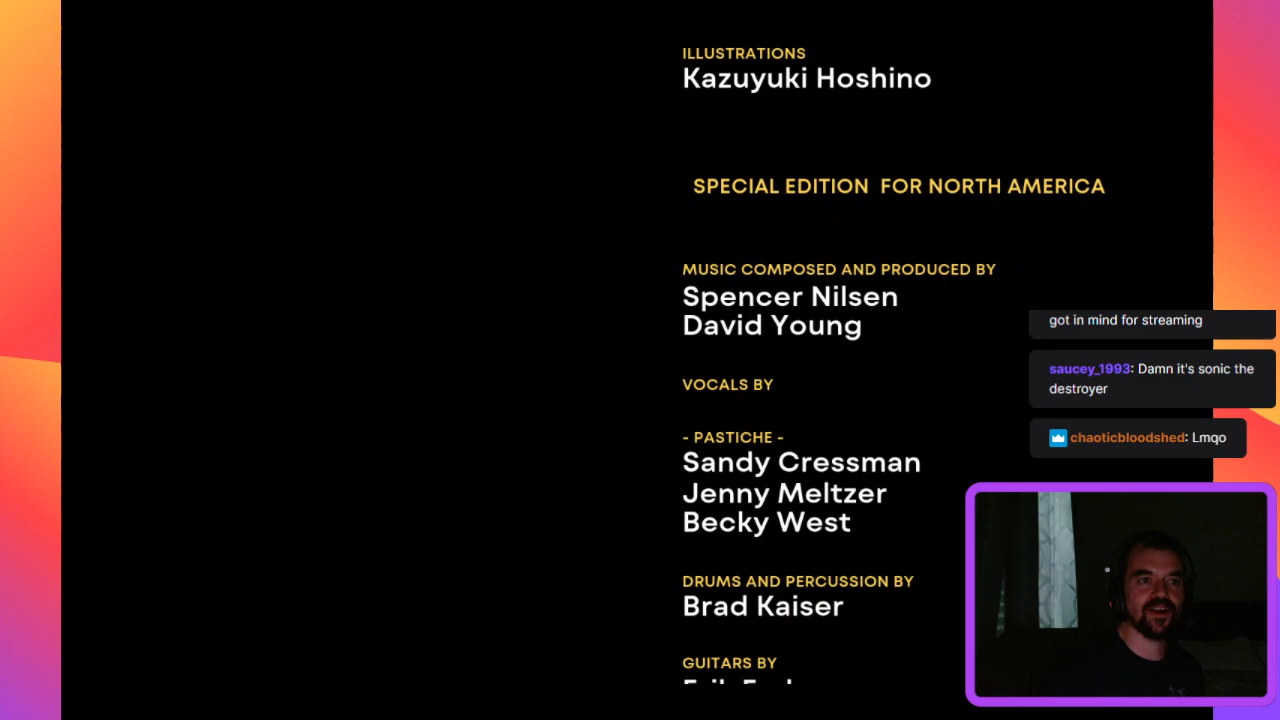 ILLUSTRATIONS
Kazuyuki Hoshino
SPECIAL EDITION FOR NORTH AMERICA
MUSIC COMPOSED AND PRODUCED BY
Spencer Nilsen
David Young
VOCALS BY
- PASTICHE -
Sandy Cressman
Jenny Meltzer
Becky West
DRUMS AND PERCUSSION BY
Brad Kaiser
GUITARS BY
got in mind for streaming
saucey_1993: Damn it's sonic the
destroyer
chaoticbloodshed: Lmqo